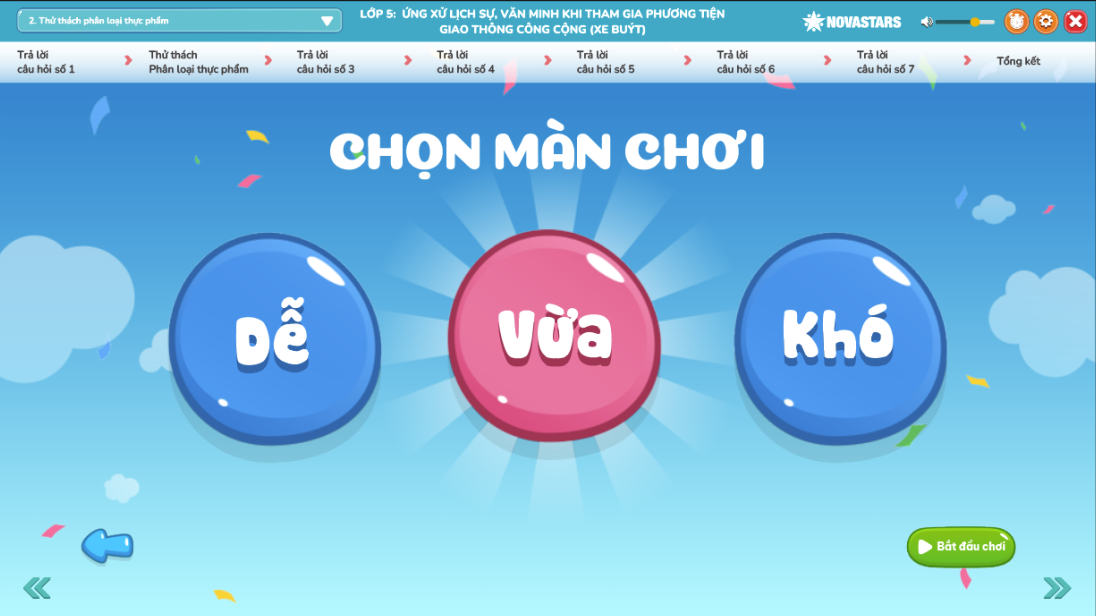 2. Thử thách phân loại thực phẩm
LỚP 5: ỨNG XỬ LỊCH SỰ, VĂN MINH KHI THAM GIA PHƯƠNG TIỆN
GIAO THÔNG CÔNG CỘNG (XE BUÝT)
NOVASTARS
Trả lời
câu hỏi số 1
Thử thách
Phân loại thực phẩm
Trả lời
câu hỏi số 3
Trả lời
câu hỏi số 4
Trả lời
câu hỏi số 5
Trả lời
câu hỏi số 6
Trả lời
câu hỏi số 7
Tổng kết
CHỌN MÀN CHƠI
Dễ
Vừa
Khó
Bắt đầu chơi